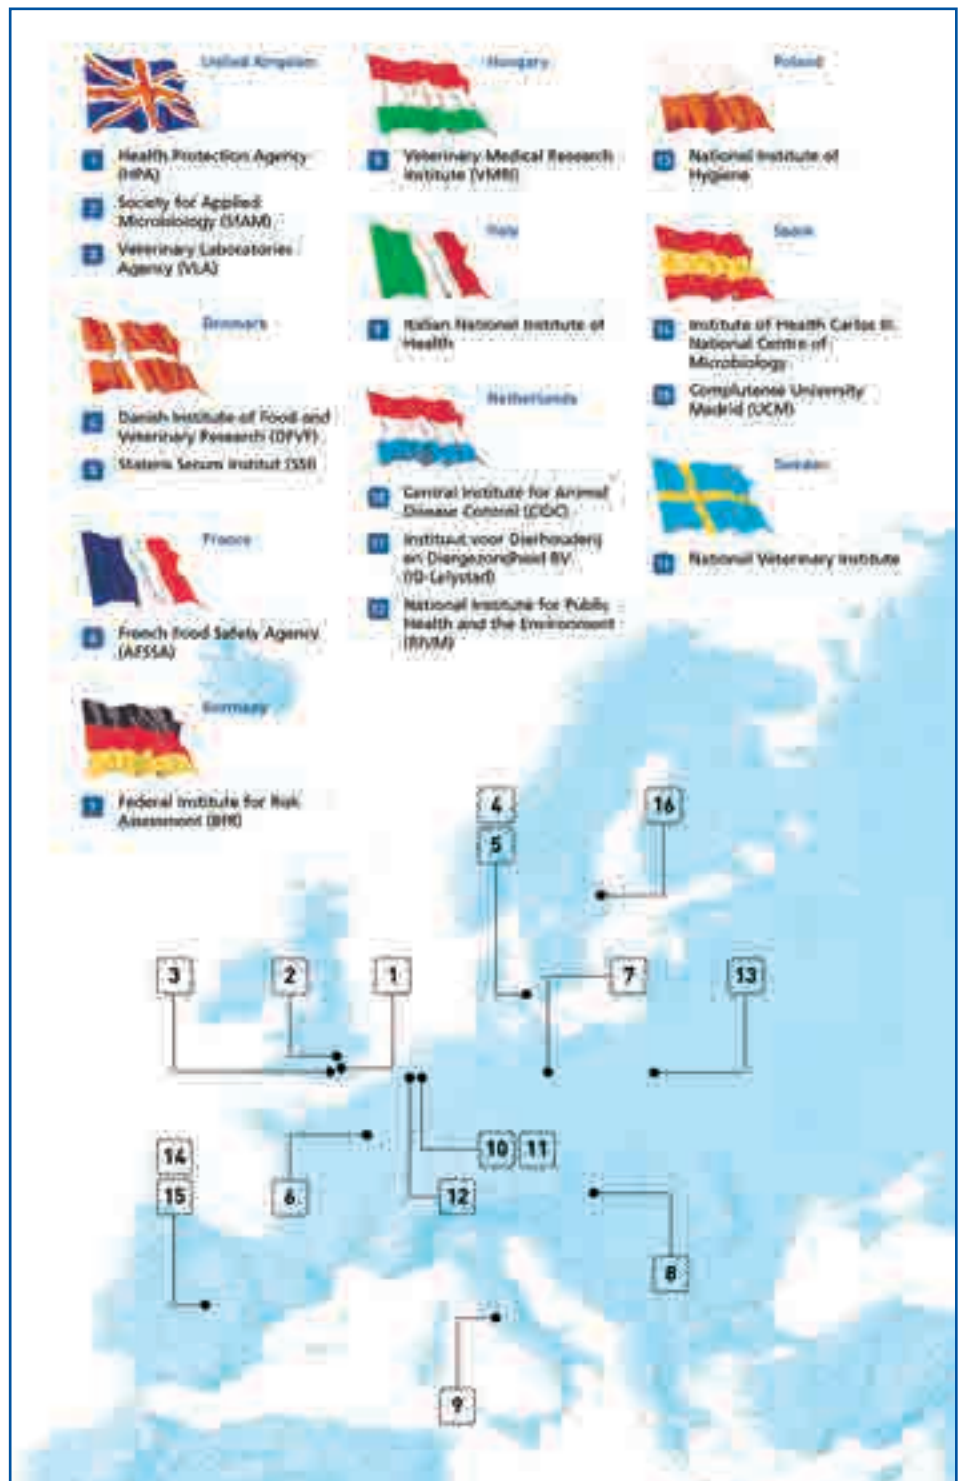 United Kingdom
1 Health Protection Agency
(HPA)
2 Society for Applied
Microbiology (SfAM)
3 Veterinary Laboratories
Agency (VLA)
Denmark
4 Danish Institute of Food and
Veterinary Research (DFVF)
5 Statens Serum Institut (SSI)
France
6 French Food Safety Agency
(AFSSA)
Germany
7 Federal Institute for Risk
Assessment (BfR)
Hungary
8 Veterinary Medical Research
Institute (VMRI)
Italy
9 Italian National Institute of
Health
Netherlands
10 Central Institute for Animal
Disease Control (CIDC)
11 Instituut voor Dierhouderij
en Diergezondheid BV
(ID-Lelystad)
12 National Institute for Public
Health and the Environment
(RIVM)
Poland
13 National Institute of
Hygiene
Spain
14 Institute of Health Carlos III.
National Centre of
Microbiology
15 Complutense University
Madrid (UCM)
Sweden
16 National Veterinary Institute
4
16
5
3
2
1
7
13
14
10
11
15
6
12
8
9